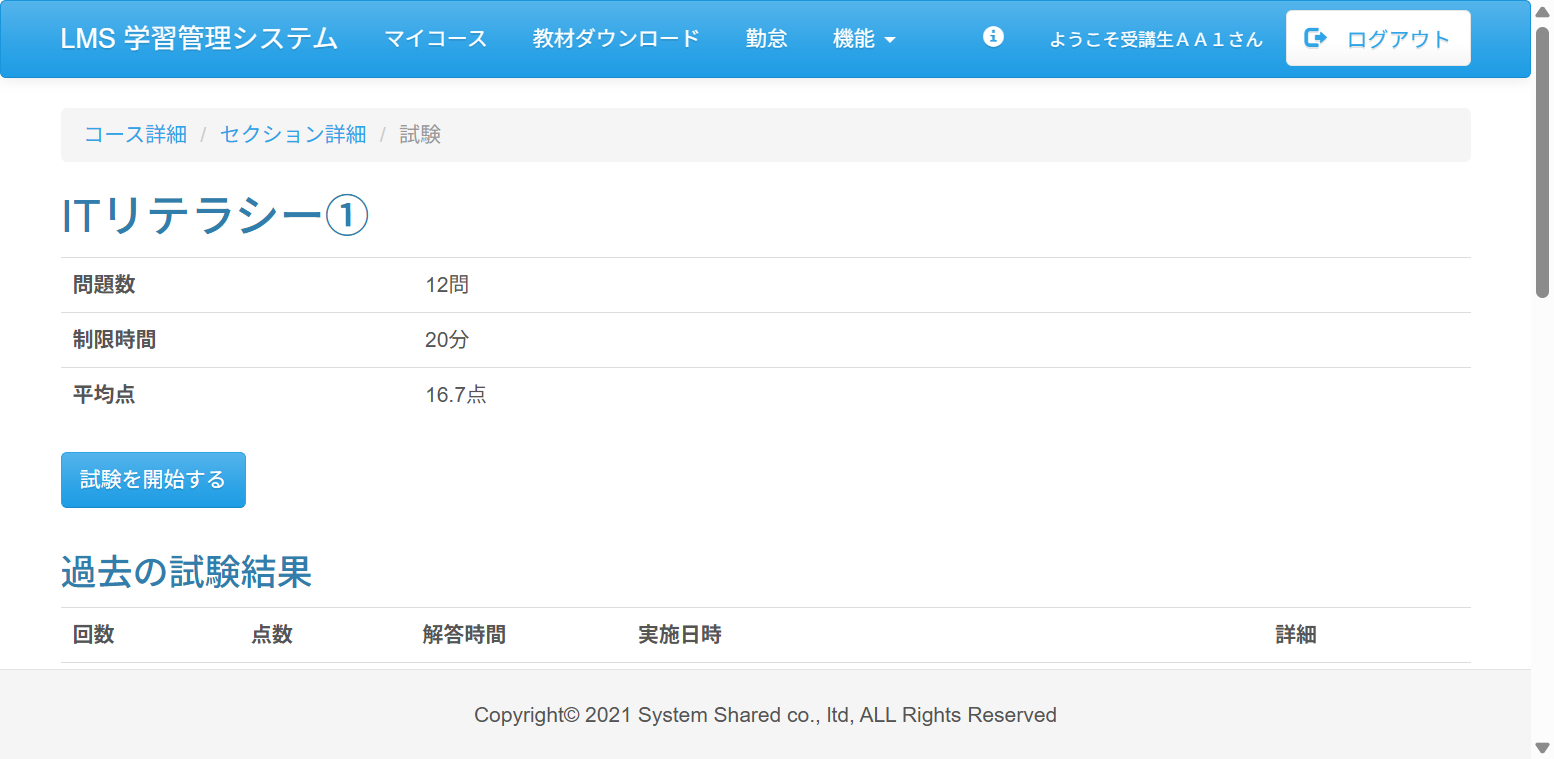 LMS 学習管理システム マイコース 教材ダウンロード 勤怠 機能 ようこそ受講生ＡＡ１さん ログアウト
コース詳細 / セクション詳細 / 試験
ITリテラシー①
問題数 12問
制限時間 20分
平均点 16.7点
試験を開始する
過去の試験結果
回数 点数 解答時間 実施日時 詳細
Copyright© 2021 System Shared co., ltd, ALL Rights Reserved